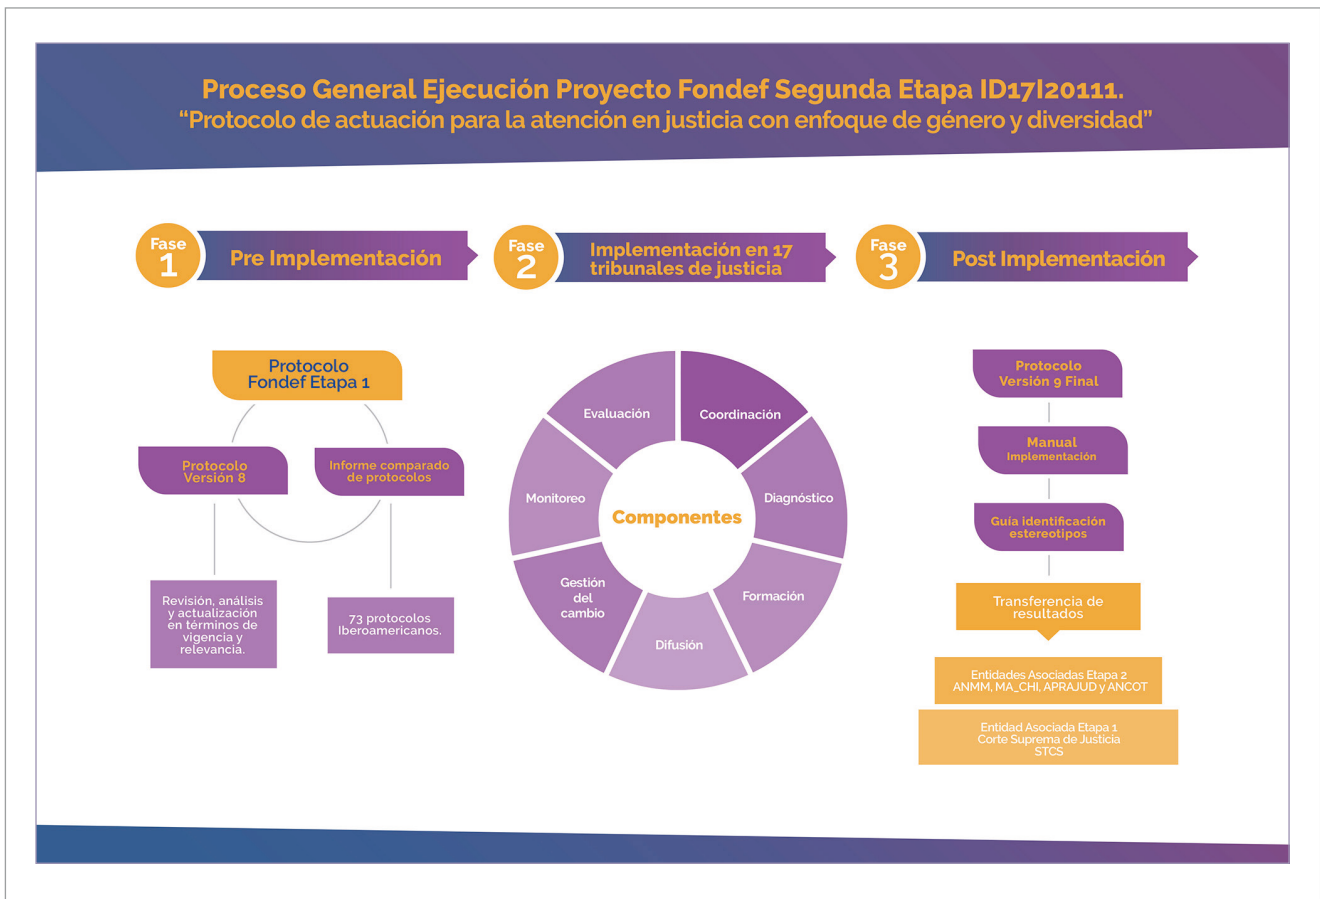 Proceso General Ejecución Proyecto Fondef Segunda Etapa ID17I20111.
“Protocolo de actuación para la atención en justicia con enfoque de género y diversidad”
Fase
1
Pre Implementación
Fase
2
Implementación en 17
tribunales de justicia
Fase
3
Post Implementación
Protocolo
Fondef Etapa 1
Protocolo
Versión 8
Informe comparado
de protocolos
Revisión, análisis
y actualización
en términos de
vigencia y
relevancia.
73 protocolos
Iberoamericanos.
Componentes
Coordinación
Diagnóstico
Formación
Difusión
Gestión
del
cambio
Monitoreo
Evaluación
Protocolo
Versión 9 Final
Manual
Implementación
Guía identificación
estereotipos
Transferencia de
resultados
Entidades Asociadas Etapa 2
ANMM, MA_CHI, APRAJUD y ANCOT
Entidad Asociada Etapa 1
Corte Suprema de Justicia
STCS